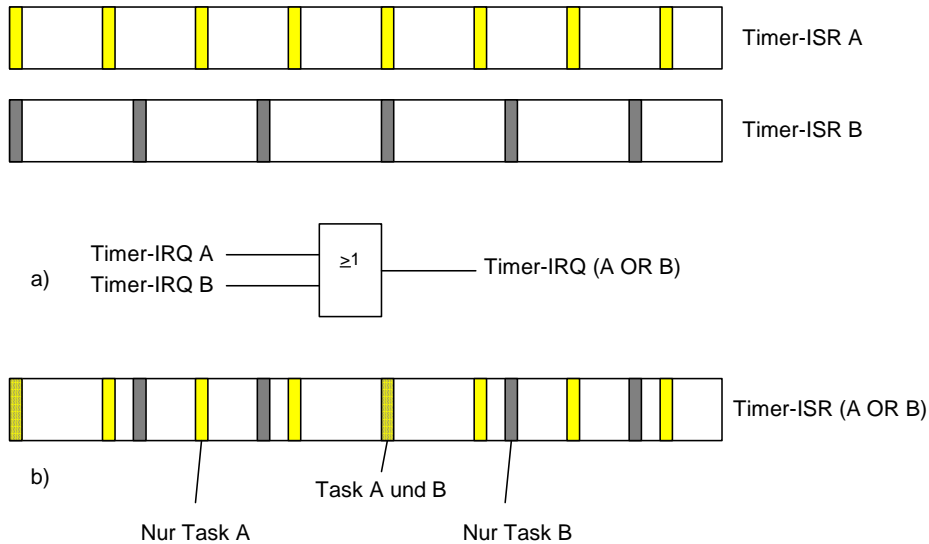 Timer-ISR A
Timer-ISR B
Timer-IRQ A
≥1
Timer-IRQ (A OR B)
a)
Timer-IRQ B
Timer-ISR (A OR B)
b)
Task A und B
Nur Task A
Nur Task B